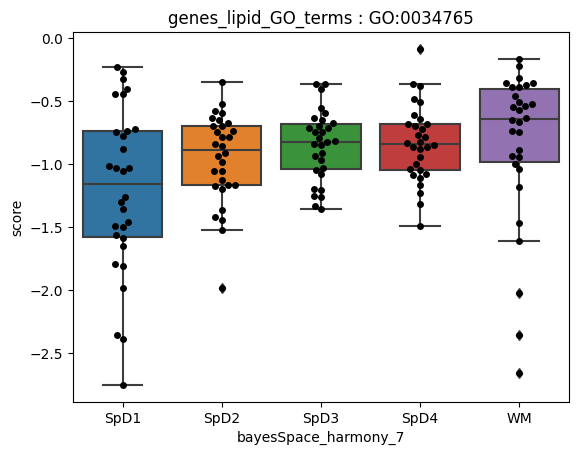 genes_lipid_GO_terms : GO:0034765
score
0.0
−0.5
−1.0
−1.5
−2.0
−2.5
SpD1 SpD2 SpD3 SpD4 WM
bayesSpace_harmony_7